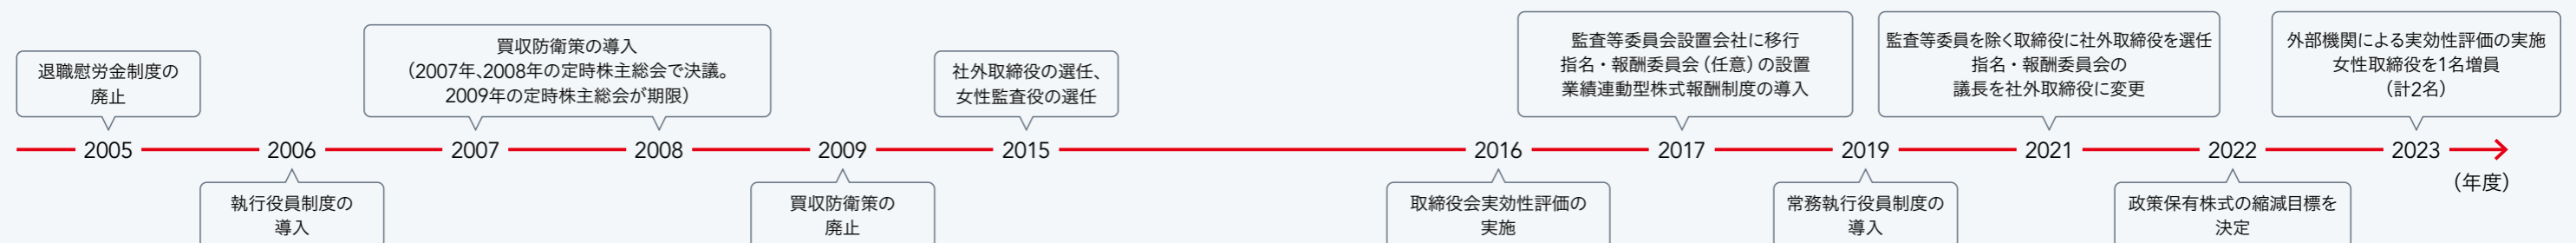 退職慰労金制度の
廃止
買収防衛策の導入
（2007年、2008年の定時株主総会で決議。
2009年の定時株主総会が期限）
社外取締役の選任、
女性監査役の選任
監査等委員会設置会社に移行
指名・報酬委員会（任意）の設置
業績連動型株式報酬制度の導入
監査等委員を除く取締役に社外取締役を選任
指名・報酬委員会の
議長を社外取締役に変更
外部機関による実効性評価の実施
女性取締役を1名増員
（計2名）
2005 2006 2007 2008 2009 2015 2016 2017 2019 2021 2022 2023
（年度）
執行役員制度の
導入
買収防衛策の
廃止
取締役会実効性評価の
実施
常務執行役員制度の
導入
政策保有株式の縮減目標を
決定